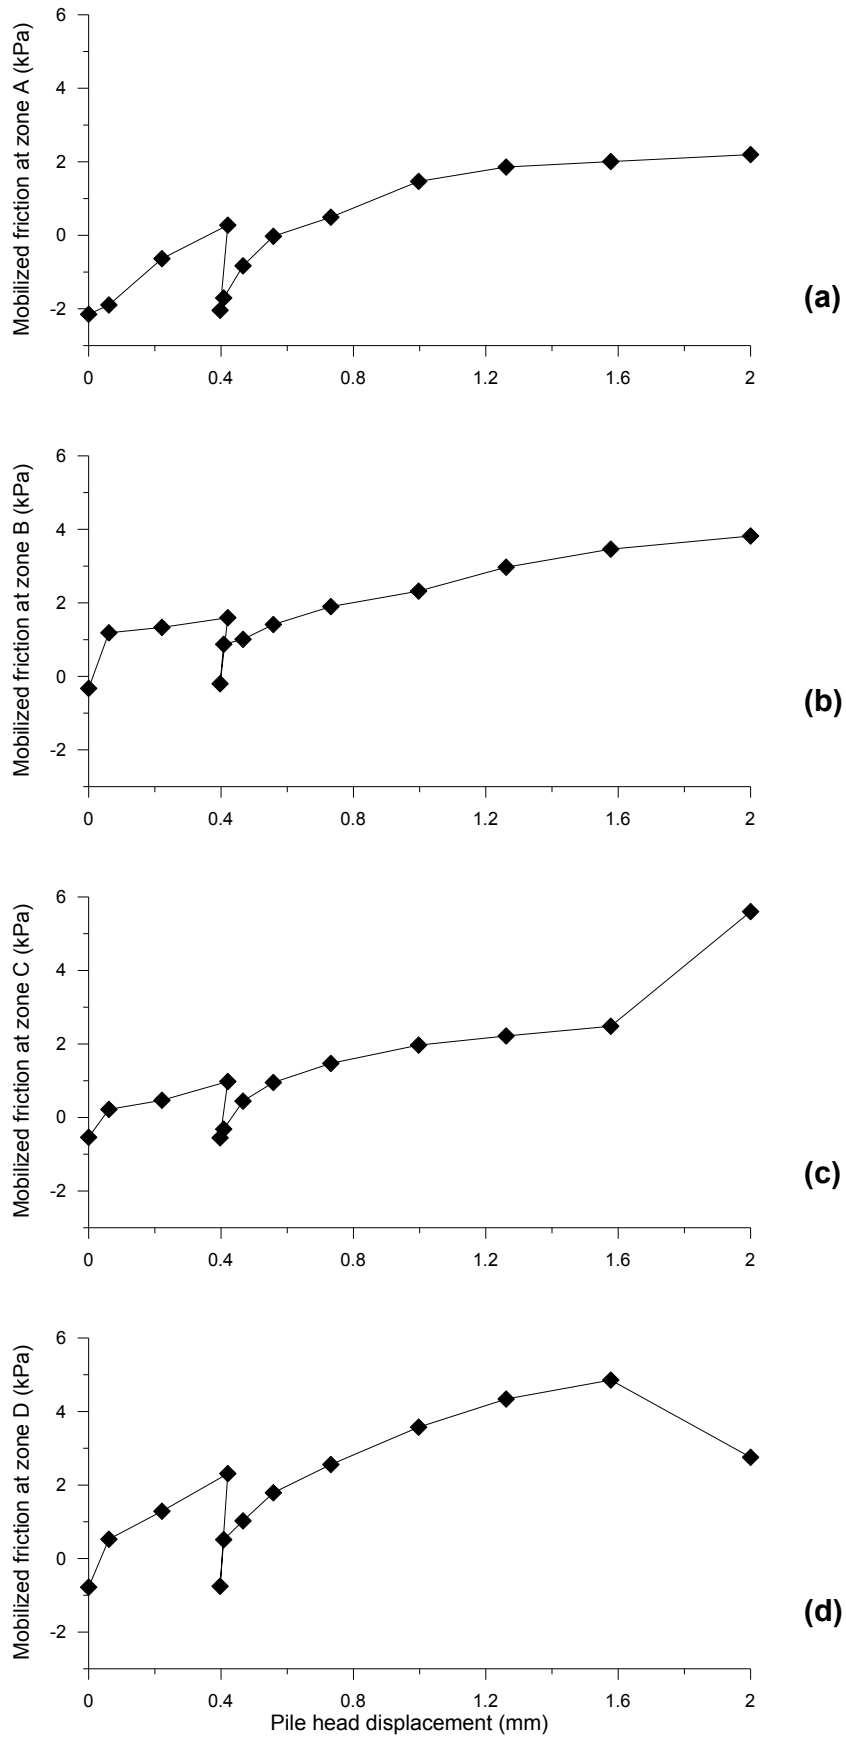 6
4
2
0
-2
Mobilized friction at zone A (kPa)
0 0.4 0.8 1.2 1.6 2
(a)
6
4
2
0
-2
Mobilized friction at zone B (kPa)
0 0.4 0.8 1.2 1.6 2
(b)
6
4
2
0
-2
Mobilized friction at zone C (kPa)
0 0.4 0.8 1.2 1.6 2
(c)
6
4
2
0
-2
Mobilized friction at zone D (kPa)
0 0.4 0.8 1.2 1.6 2
Pile head displacement (mm)
(d)